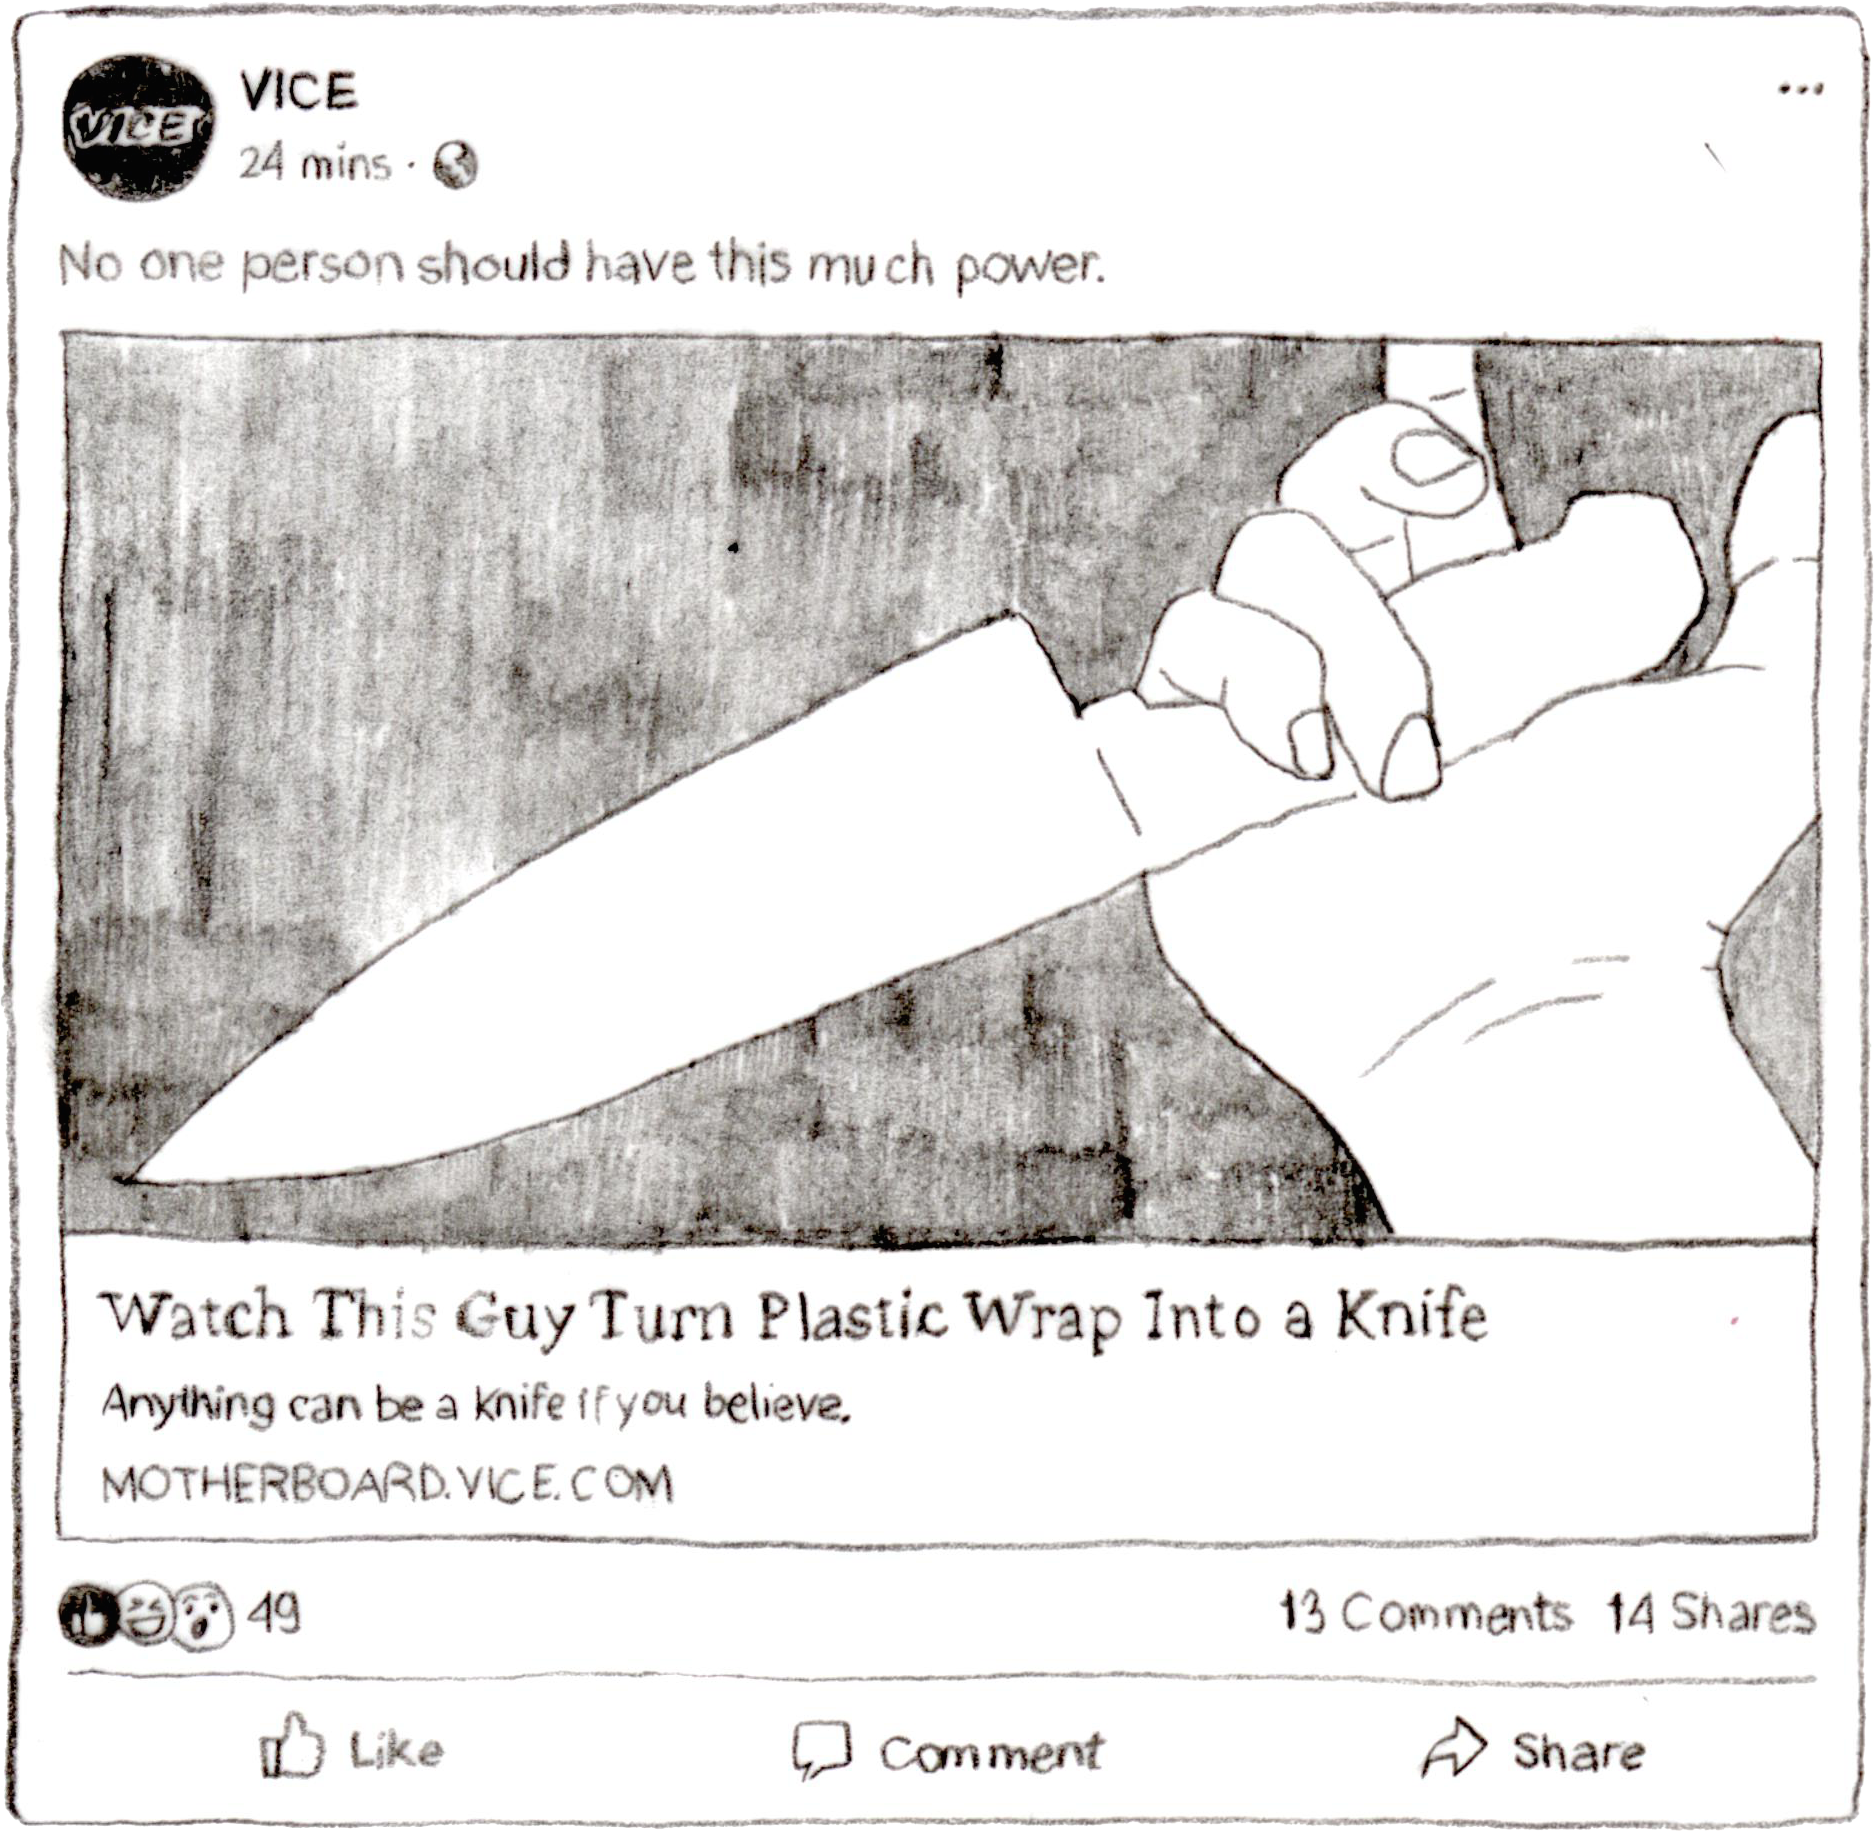 VICE
VICE
24 mins ·
No one person should have this much power.
Watch This Guy Turn Plastic Wrap Into a Knife
Anything can be a knife if you believe.
MOTHERBOARD.VICE.COM
49
13 Comments 14 Shares
Like Comment Share